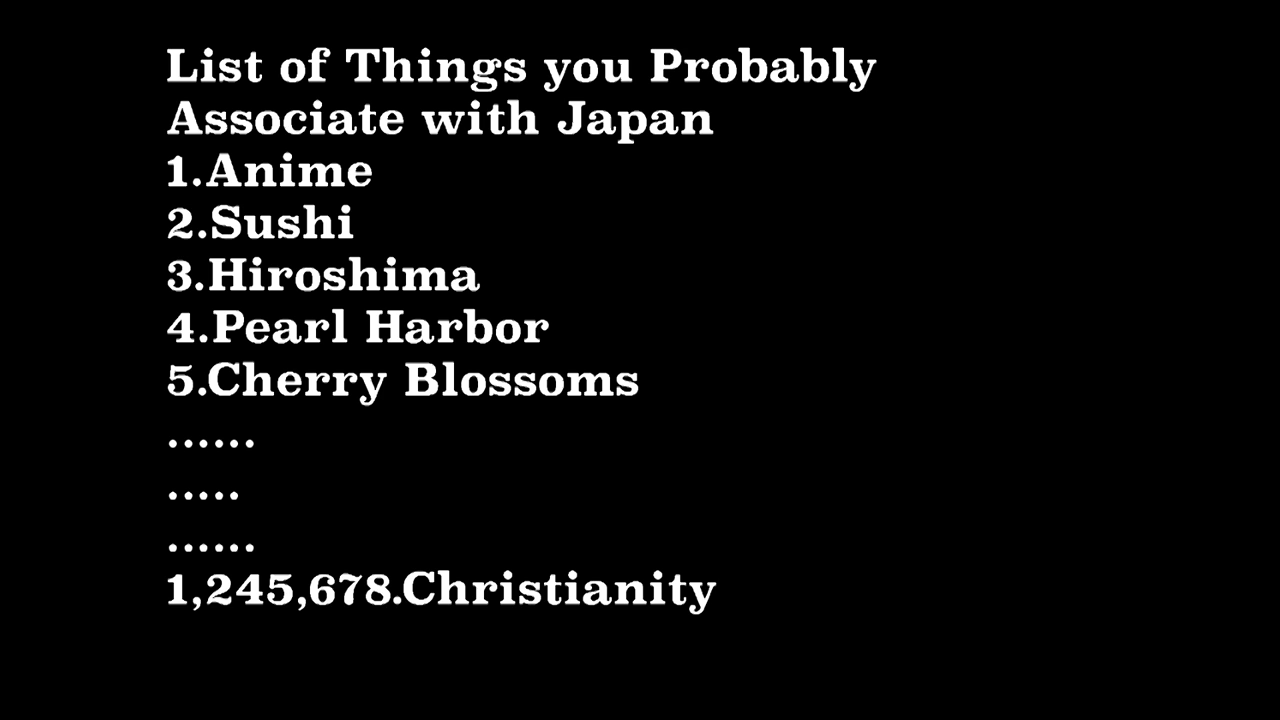 List of Things you Probably
Associate with Japan
1.Anime
2.Sushi
3.Hiroshima
4.Pearl Harbor
5.Cherry Blossoms
......
.....
......
1,245,678.Christianity